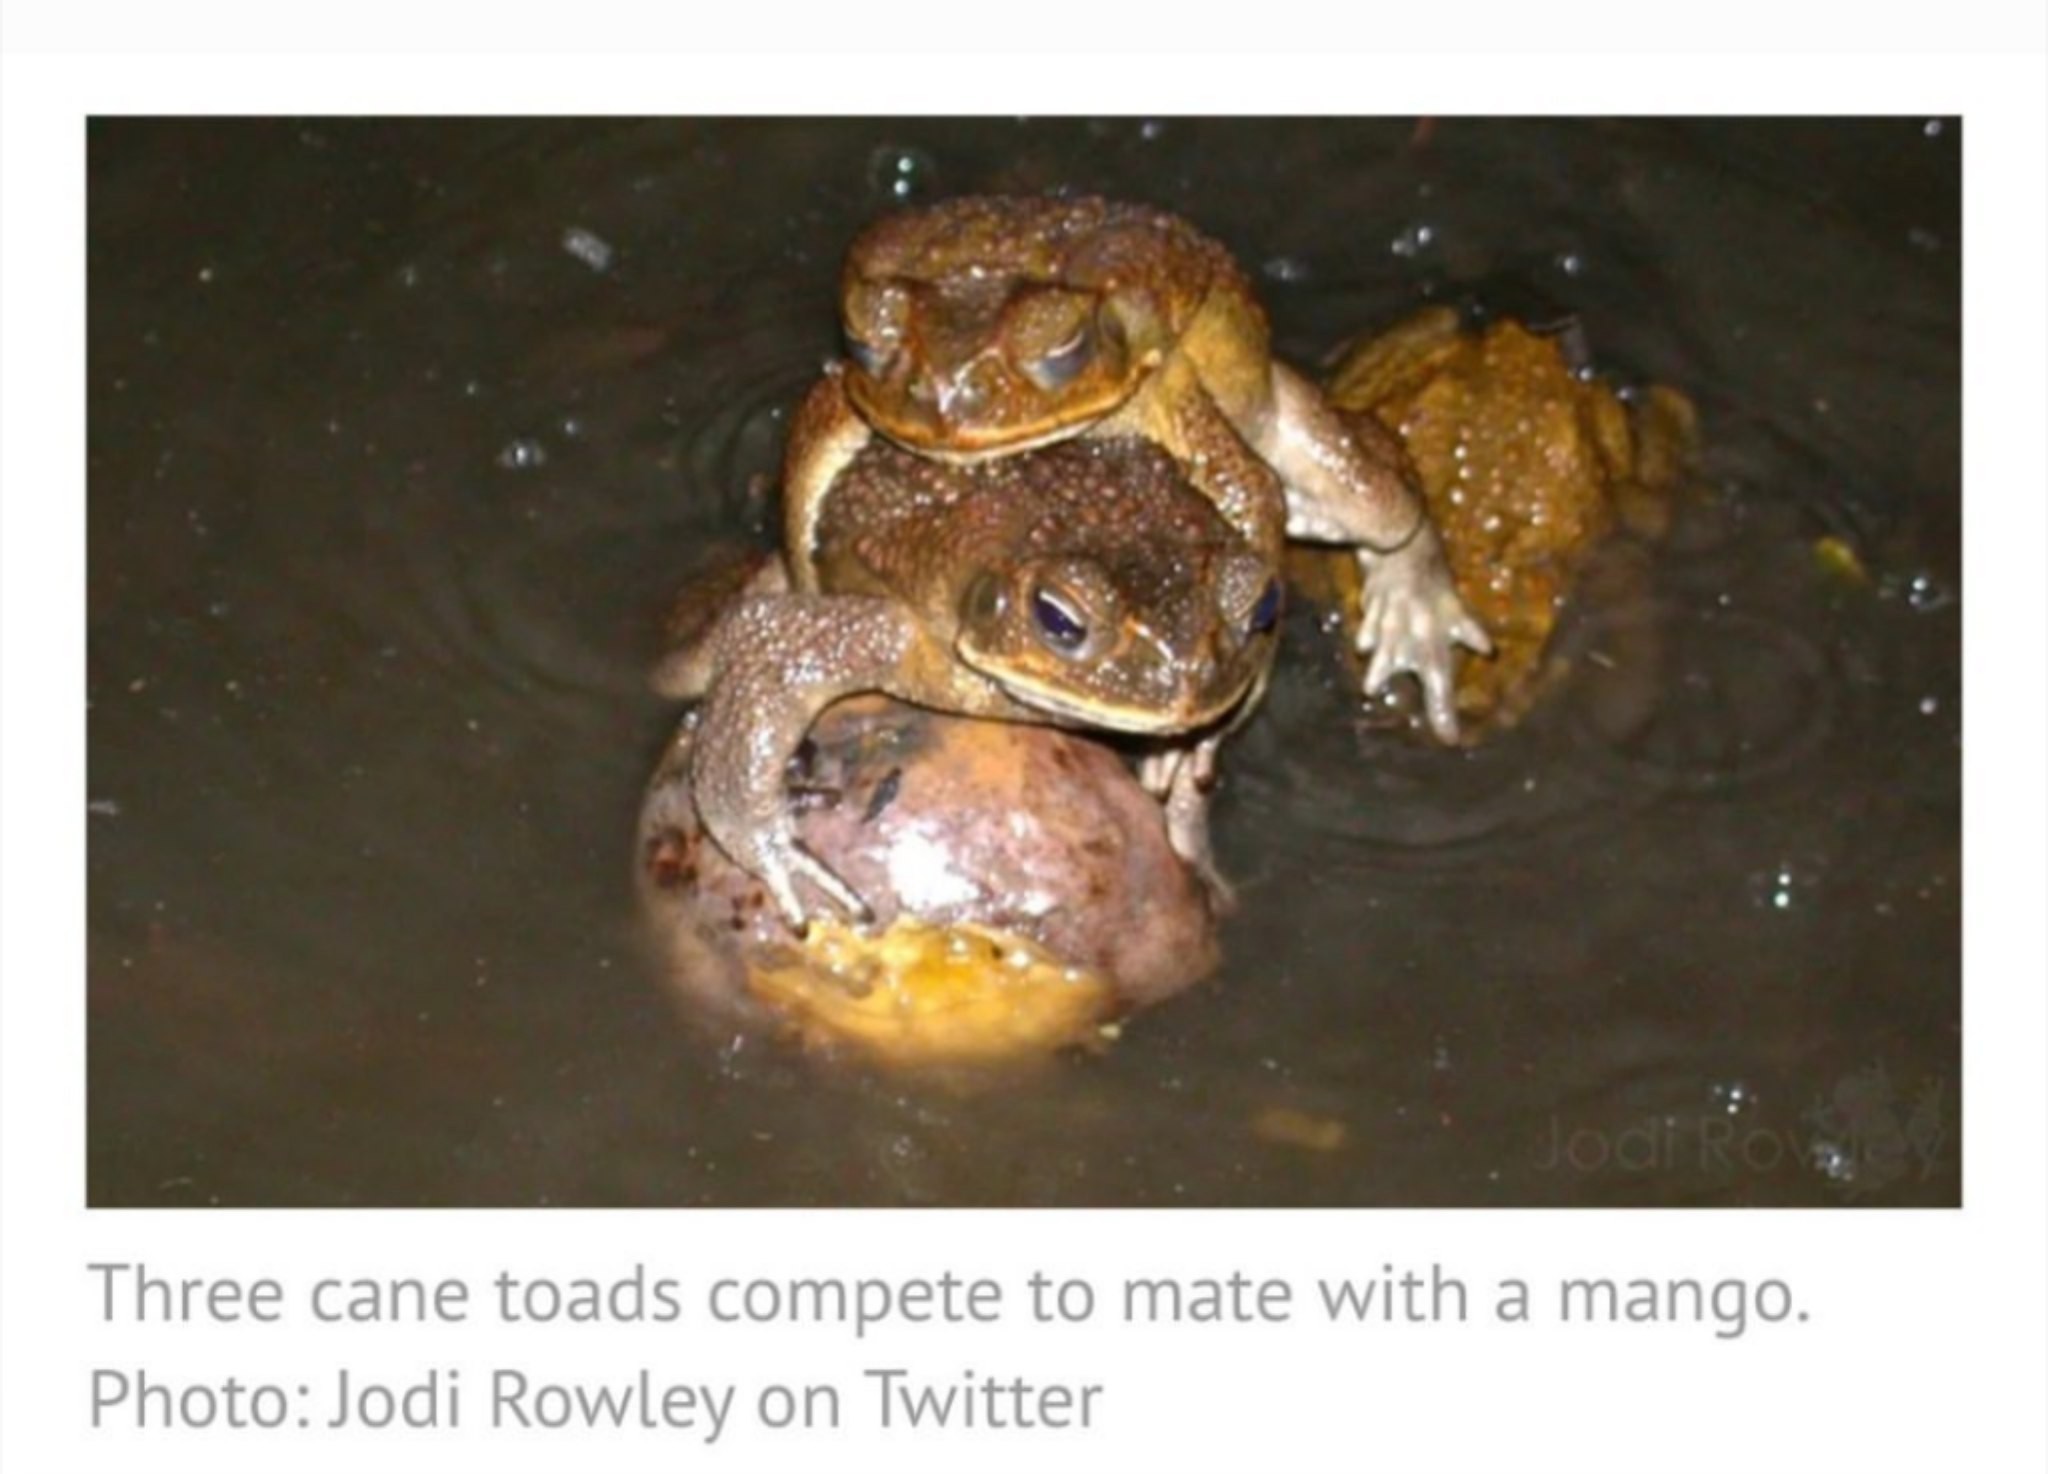 Jodi Rowley
Three cane toads compete to mate with a mango.
Photo: Jodi Rowley on Twitter